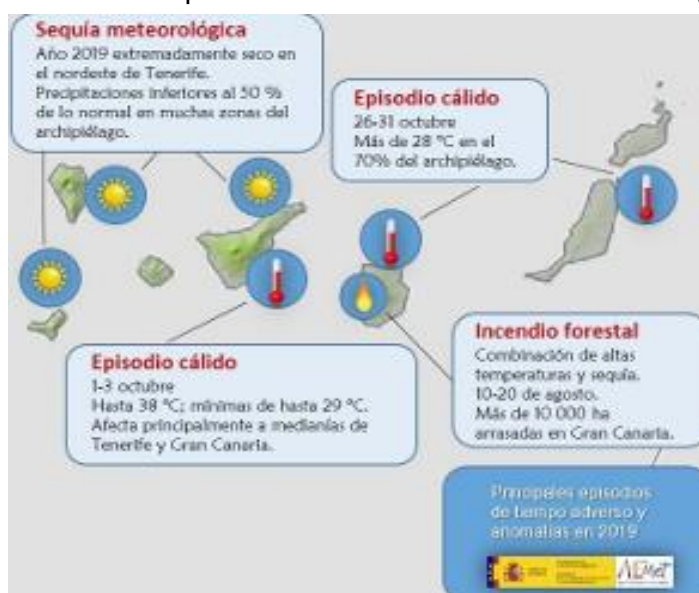 Sequía meteorológica
Año 2019 extremadamente seco en
el nordeste de Tenerife.
Precipitaciones inferiores al 50 %
de lo normal en muchas zonas del
archipiélago.
Episodio cálido
26-31 octubre
Más de 28 ºC en el
70% del archipiélago.
Episodio cálido
1-3 octubre
Hasta 38 ºC; mínimas de hasta 29 ºC.
Afecta principalmente a medianías de
Tenerife y Gran Canaria.
Incendio forestal
Combinación de altas
temperaturas y sequía.
10-20 de agosto.
Más de 10 000 ha
arrasadas en Gran Canaria.
Principales episodios
de tiempo adverso y
anomalías en 2019
AEMet